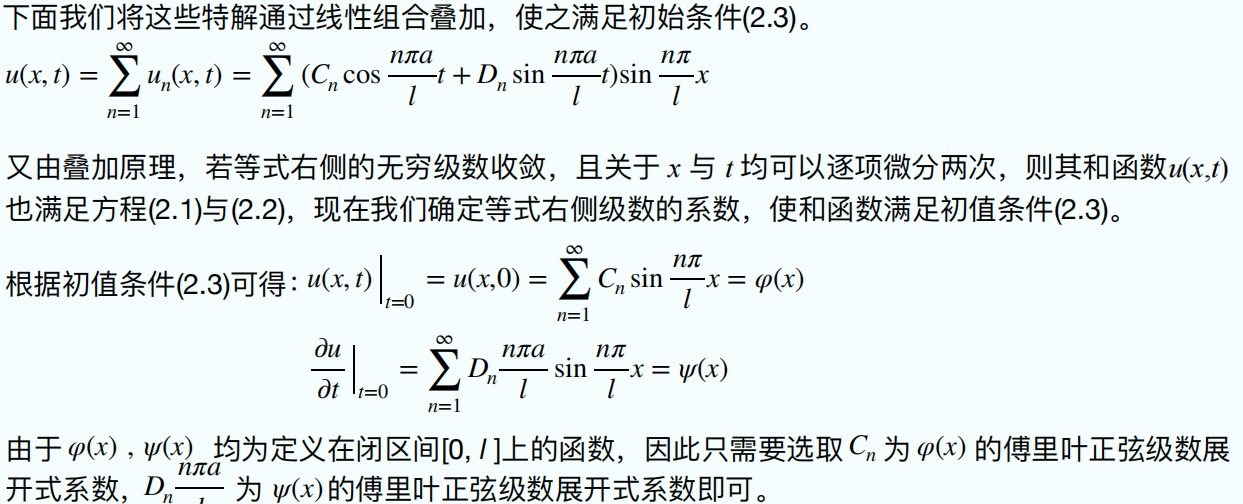 下面我们将这些特解通过线性组合叠加，使之满足初始条件(2.3)。
u(x, t) = ∑_{n=1}^{∞} u_n(x, t) = ∑_{n=1}^{∞} (C_n cos \frac{nπa}{l} t + D_n sin \frac{nπa}{l} t) sin \frac{nπ}{l} x
又由叠加原理，若等式右侧的无穷级数收敛，且关于 x 与 t 均可以逐项微分两次，则其和函数u(x,t)
也满足方程(2.1)与(2.2)，现在我们确定等式右侧级数的系数，使和函数满足初值条件(2.3)。
根据初值条件(2.3)可得：u(x, t)|_{t=0} = u(x,0) = ∑_{n=1}^{∞} C_n sin \frac{nπ}{l} x = φ(x)
\frac{∂u}{∂t}|_{t=0} = ∑_{n=1}^{∞} D_n \frac{nπa}{l} sin \frac{nπ}{l} x = ψ(x)
由于 φ(x) , ψ(x) 均为定义在闭区间[0, l ]上的函数，因此只需要选取 C_n 为 φ(x) 的傅里叶正弦级数展
开式系数，D_n \frac{nπa}{l} 为 ψ(x)的傅里叶正弦级数展开式系数即可。